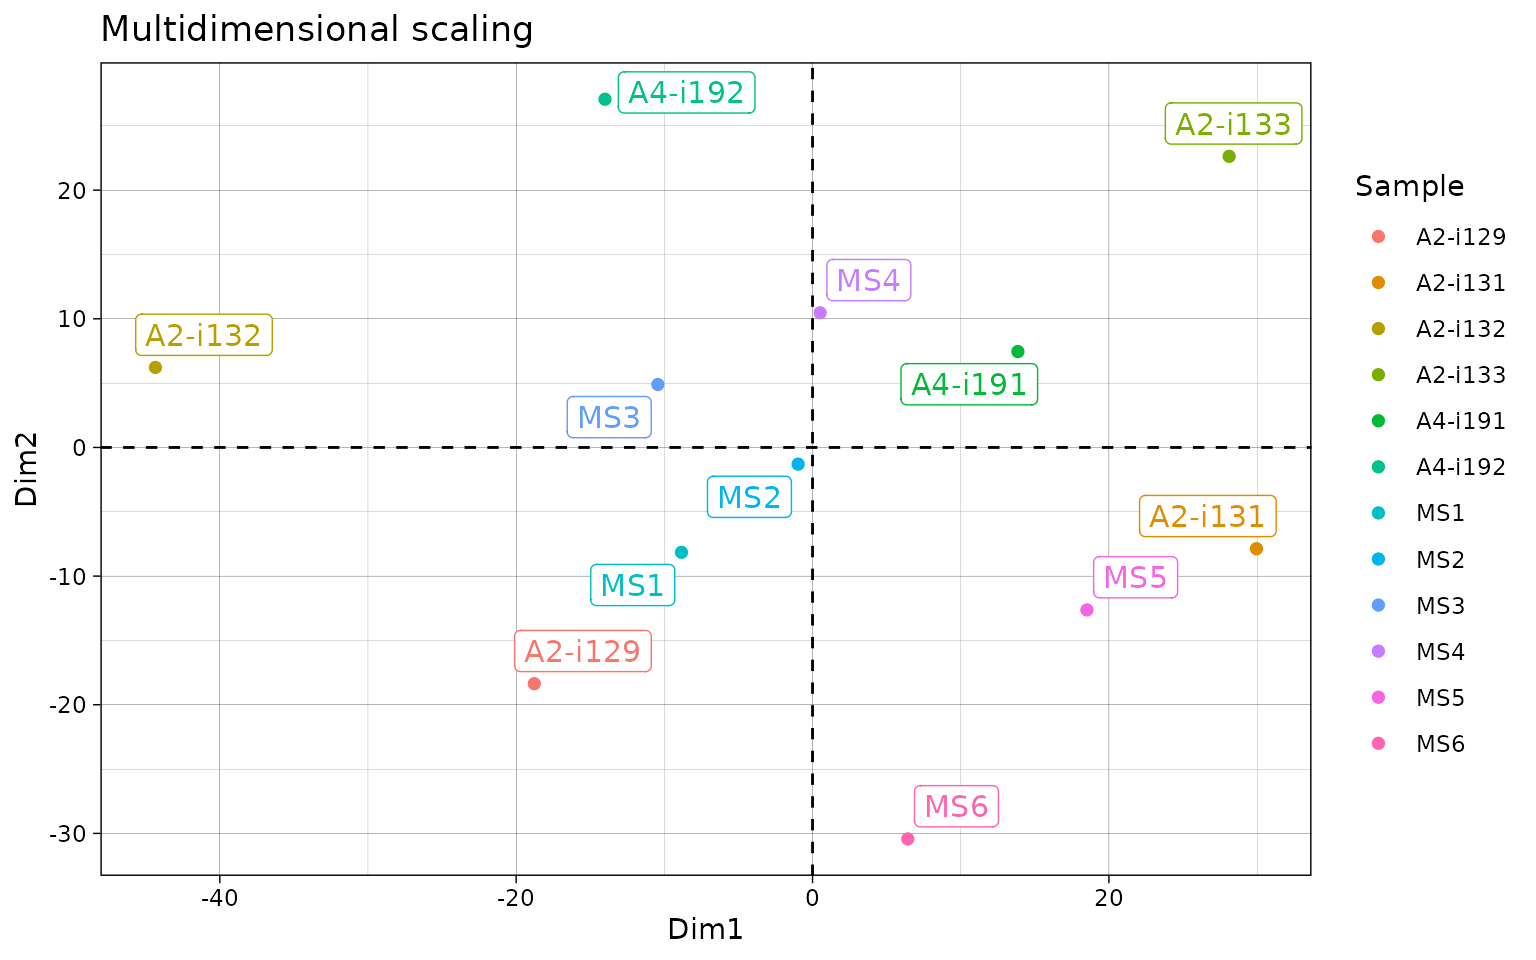 Multidimensional scaling
A4-i192
A2-i133
MS4
A2-i132
A4-i191
MS3
MS2
A2-i131
MS1
MS5
A2-i129
MS6
20
10
0
-10
-20
-30
Dim2
-40
-20
0
20
Dim1
Sample
A2-i129
A2-i131
A2-i132
A2-i133
A4-i191
A4-i192
MS1
MS2
MS3
MS4
MS5
MS6